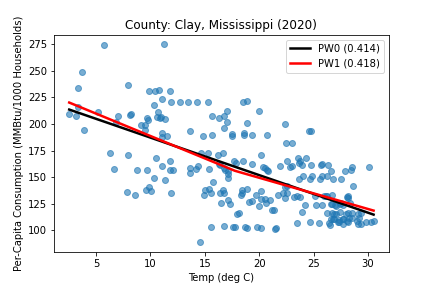 County: Clay, Mississippi (2020)
Per-Capita Consumption (MMBtu/1000 Households)
275
250
225
200
175
150
125
100
PW0 (0.414)
PW1 (0.418)
5 10 15 20 25 30
Temp (deg C)